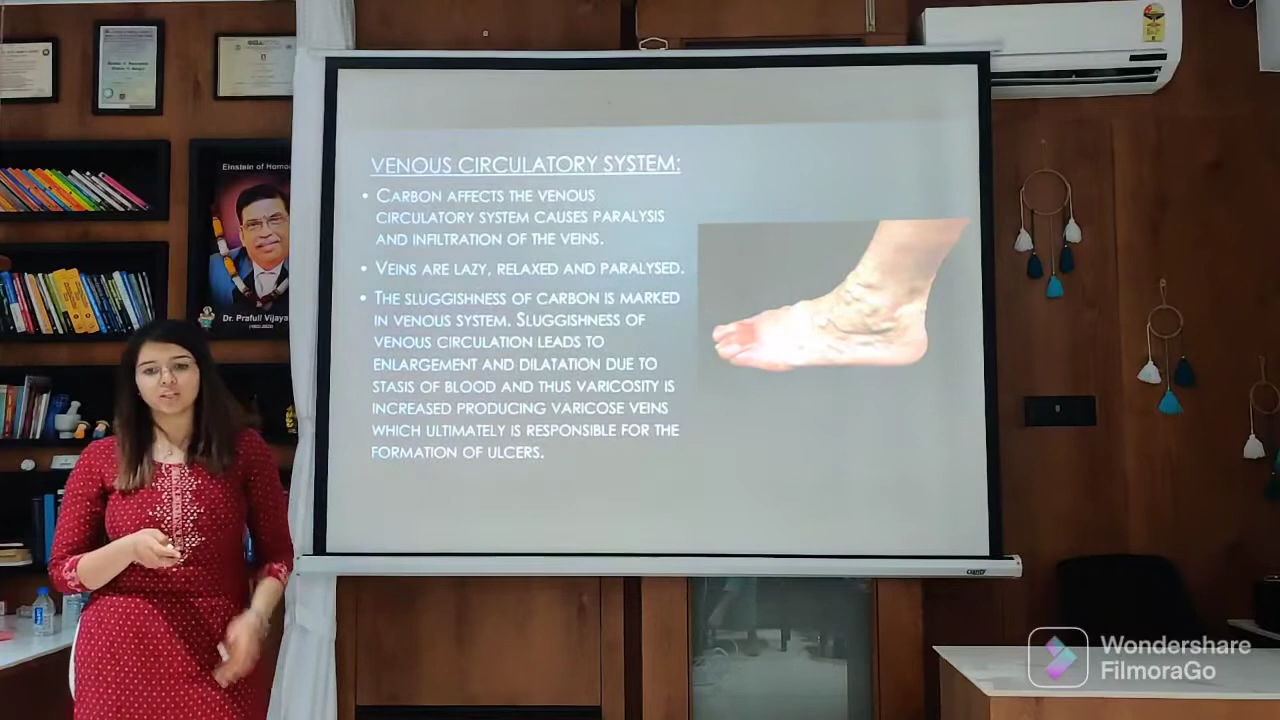 Einstein of Homo
Dr. Prafull Vijaya
VENOUS CIRCULATORY SYSTEM:
• CARBON AFFECTS THE VENOUS
CIRCULATORY SYSTEM CAUSES PARALYSIS
AND INFILTRATION OF THE VEINS.
• VEINS ARE LAZY, RELAXED AND PARALYSED.
• THE SLUGGISHNESS OF CARBON IS MARKED
IN VENOUS SYSTEM. SLUGGISHNESS OF
VENOUS CIRCULATION LEADS TO
ENLARGEMENT AND DILATATION DUE TO
STASIS OF BLOOD AND THUS VARICOSITY IS
INCREASED PRODUCING VARICOSE VEINS
WHICH ULTIMATELY IS RESPONSIBLE FOR THE
FORMATION OF ULCERS.
Wondershare
FilmoraGo